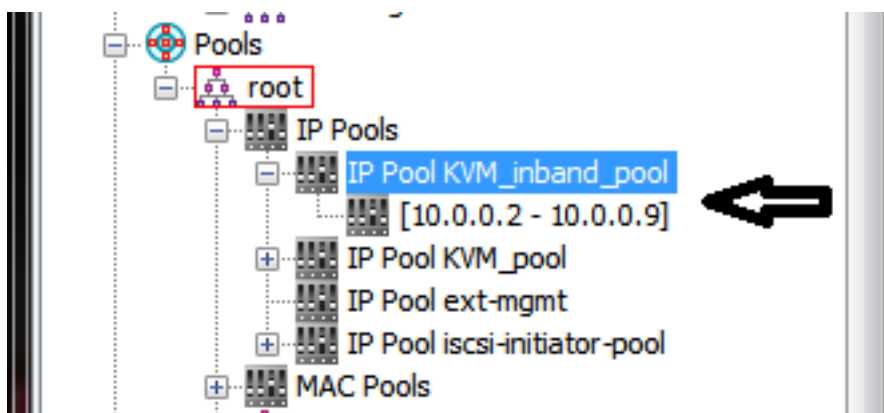 Pools
root
IP Pools
IP Pool KVM_inband_pool
[10.0.0.2 - 10.0.0.9]
IP Pool KVM_pool
IP Pool ext-mgmt
IP Pool iscsi-initiator-pool
MAC Pools